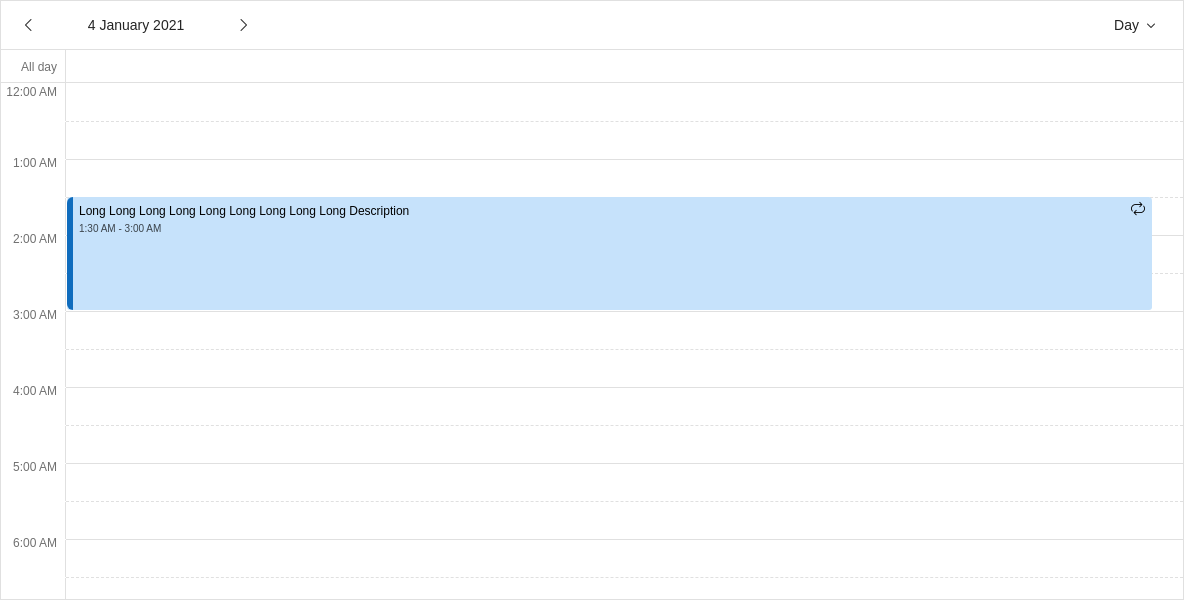 4 January 2021
Day
All day
12:00 AM
1:00 AM
Long Long Long Long Long Long Long Long Long Description
1:30 AM - 3:00 AM
2:00 AM
3:00 AM
4:00 AM
5:00 AM
6:00 AM